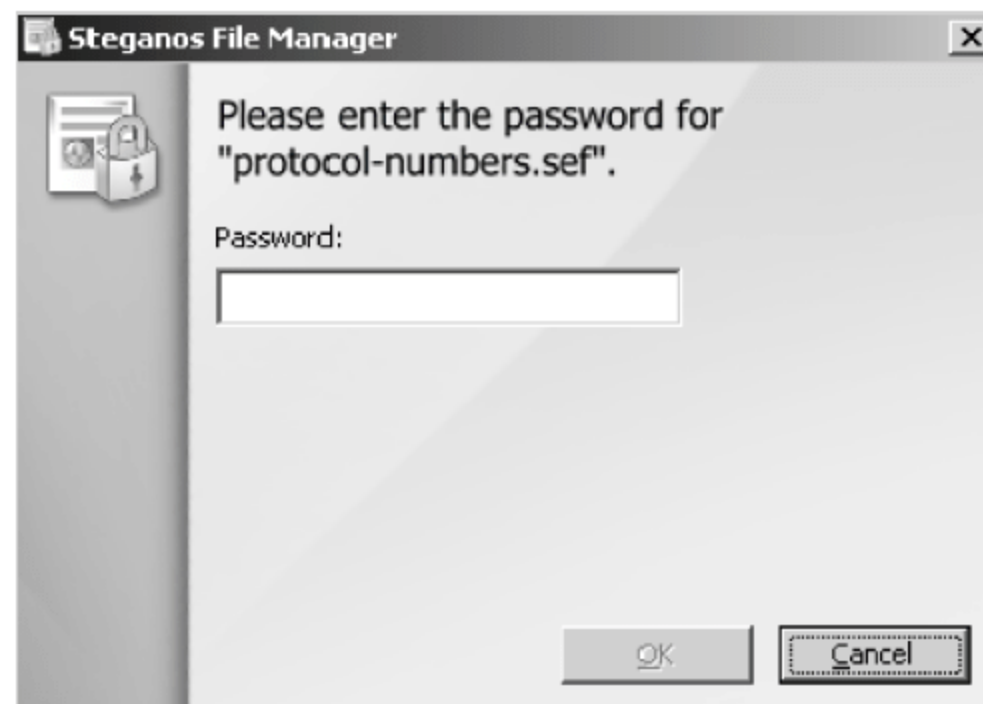 Steganos File Manager
Please enter the password for
"protocol-numbers.sef".
Password:
OK
Cancel